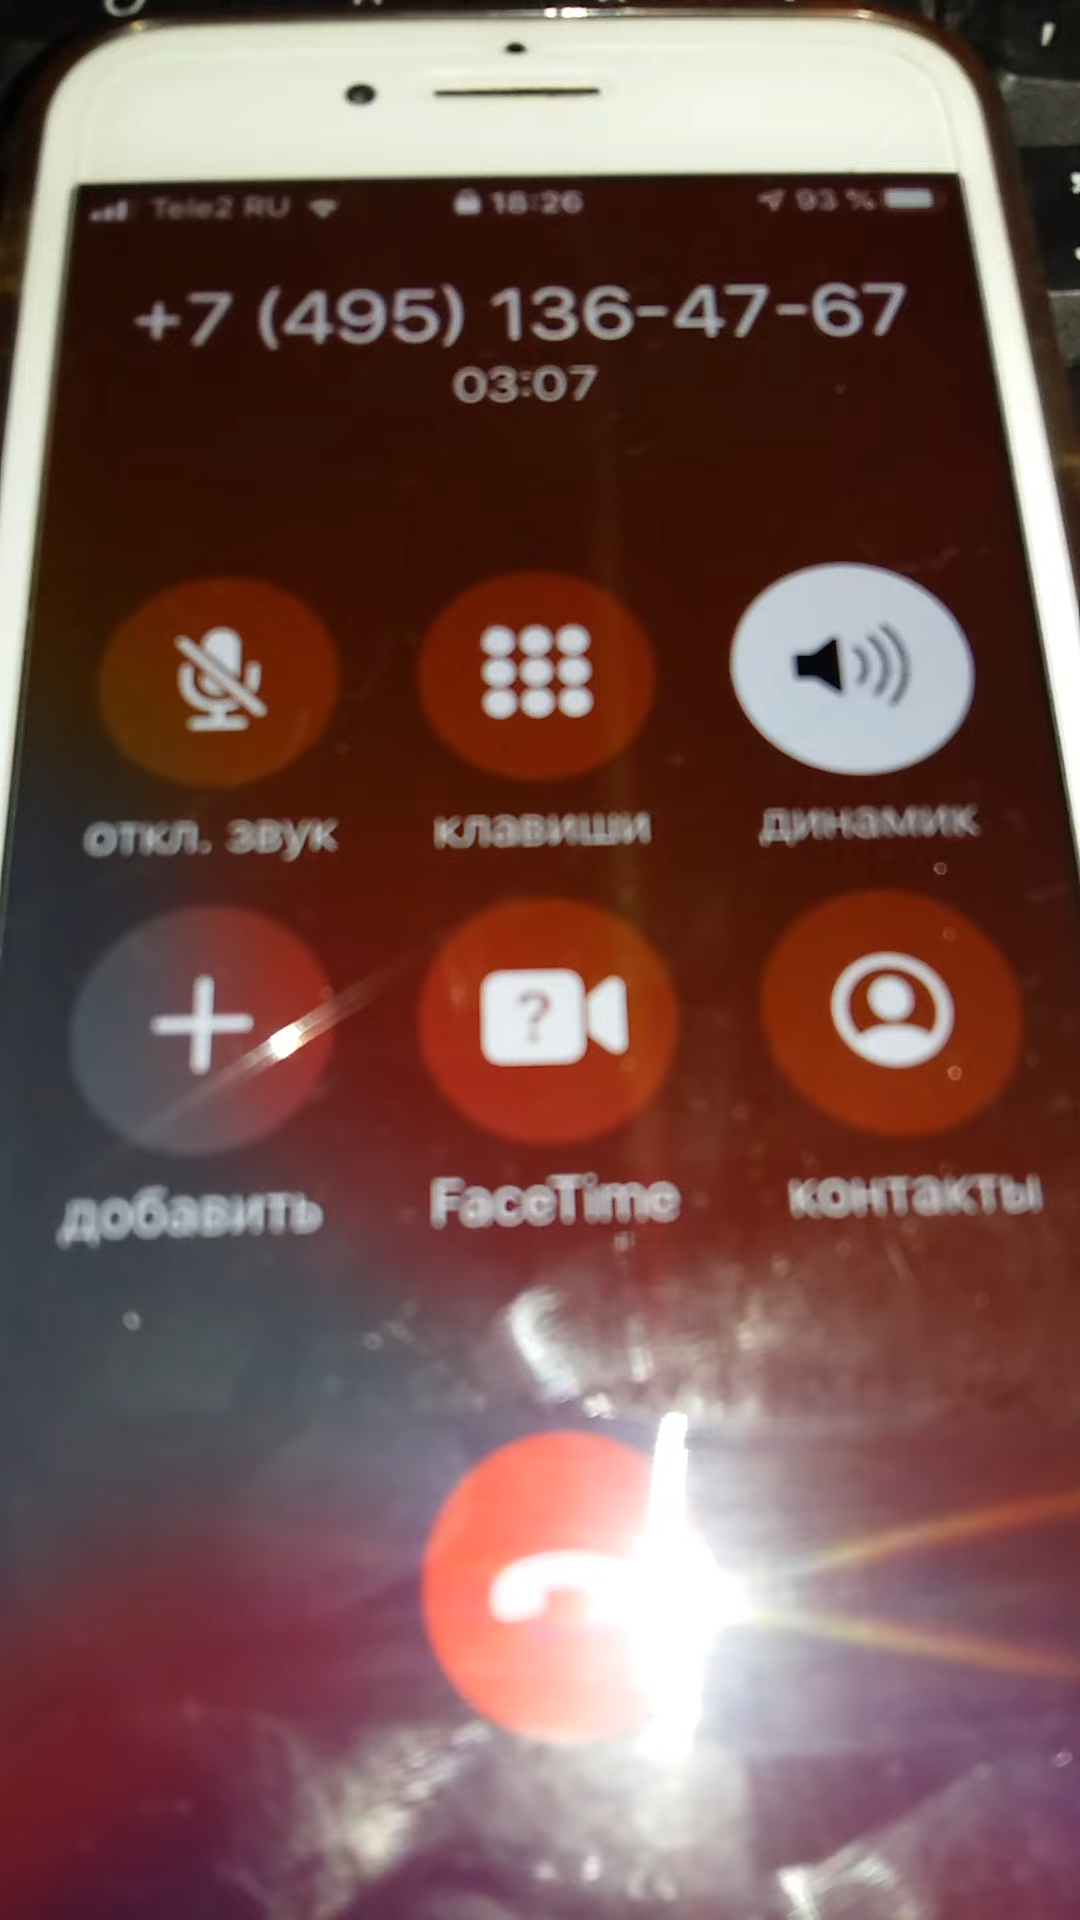 Tele2 RU 18:26 93 %
+7 (495) 136-47-67
03:07
откл. звук клавиши динамик
?
добавить FaceTime контакты